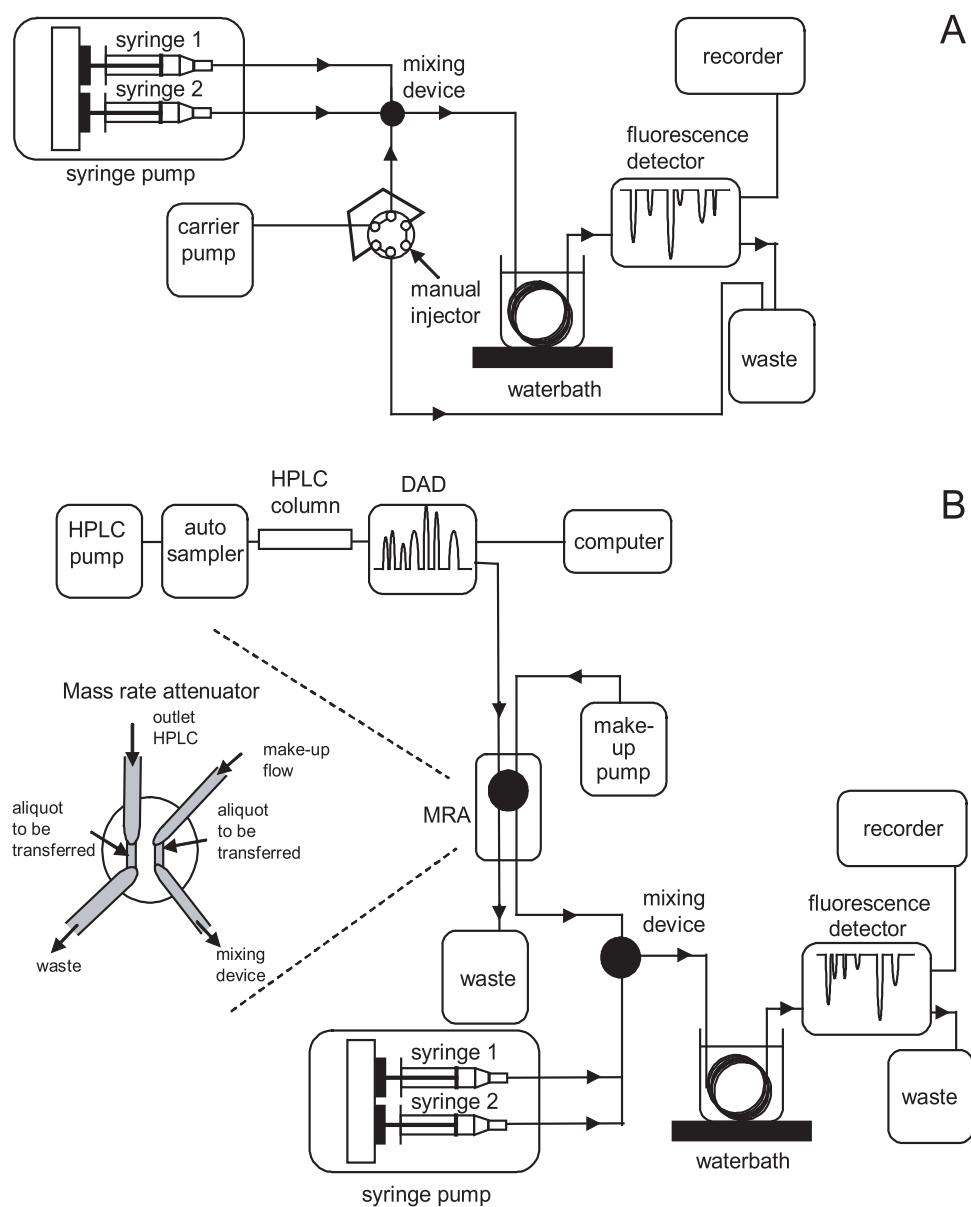 A
syringe 1
syringe 2
syringe pump
mixing
device
recorder
fluorescence
detector
carrier
pump
manual
injector
waterbath
waste
B
HPLC
pump
auto
sampler
HPLC
column
DAD
computer
Mass rate attenuator
outlet
HPLC
make-up
flow
aliquot
to be
transferred
aliquot
to be
transferred
waste
mixing
device
make-
up
pump
MRA
waste
mixing
device
recorder
fluorescence
detector
syringe 1
syringe 2
syringe pump
waterbath
waste